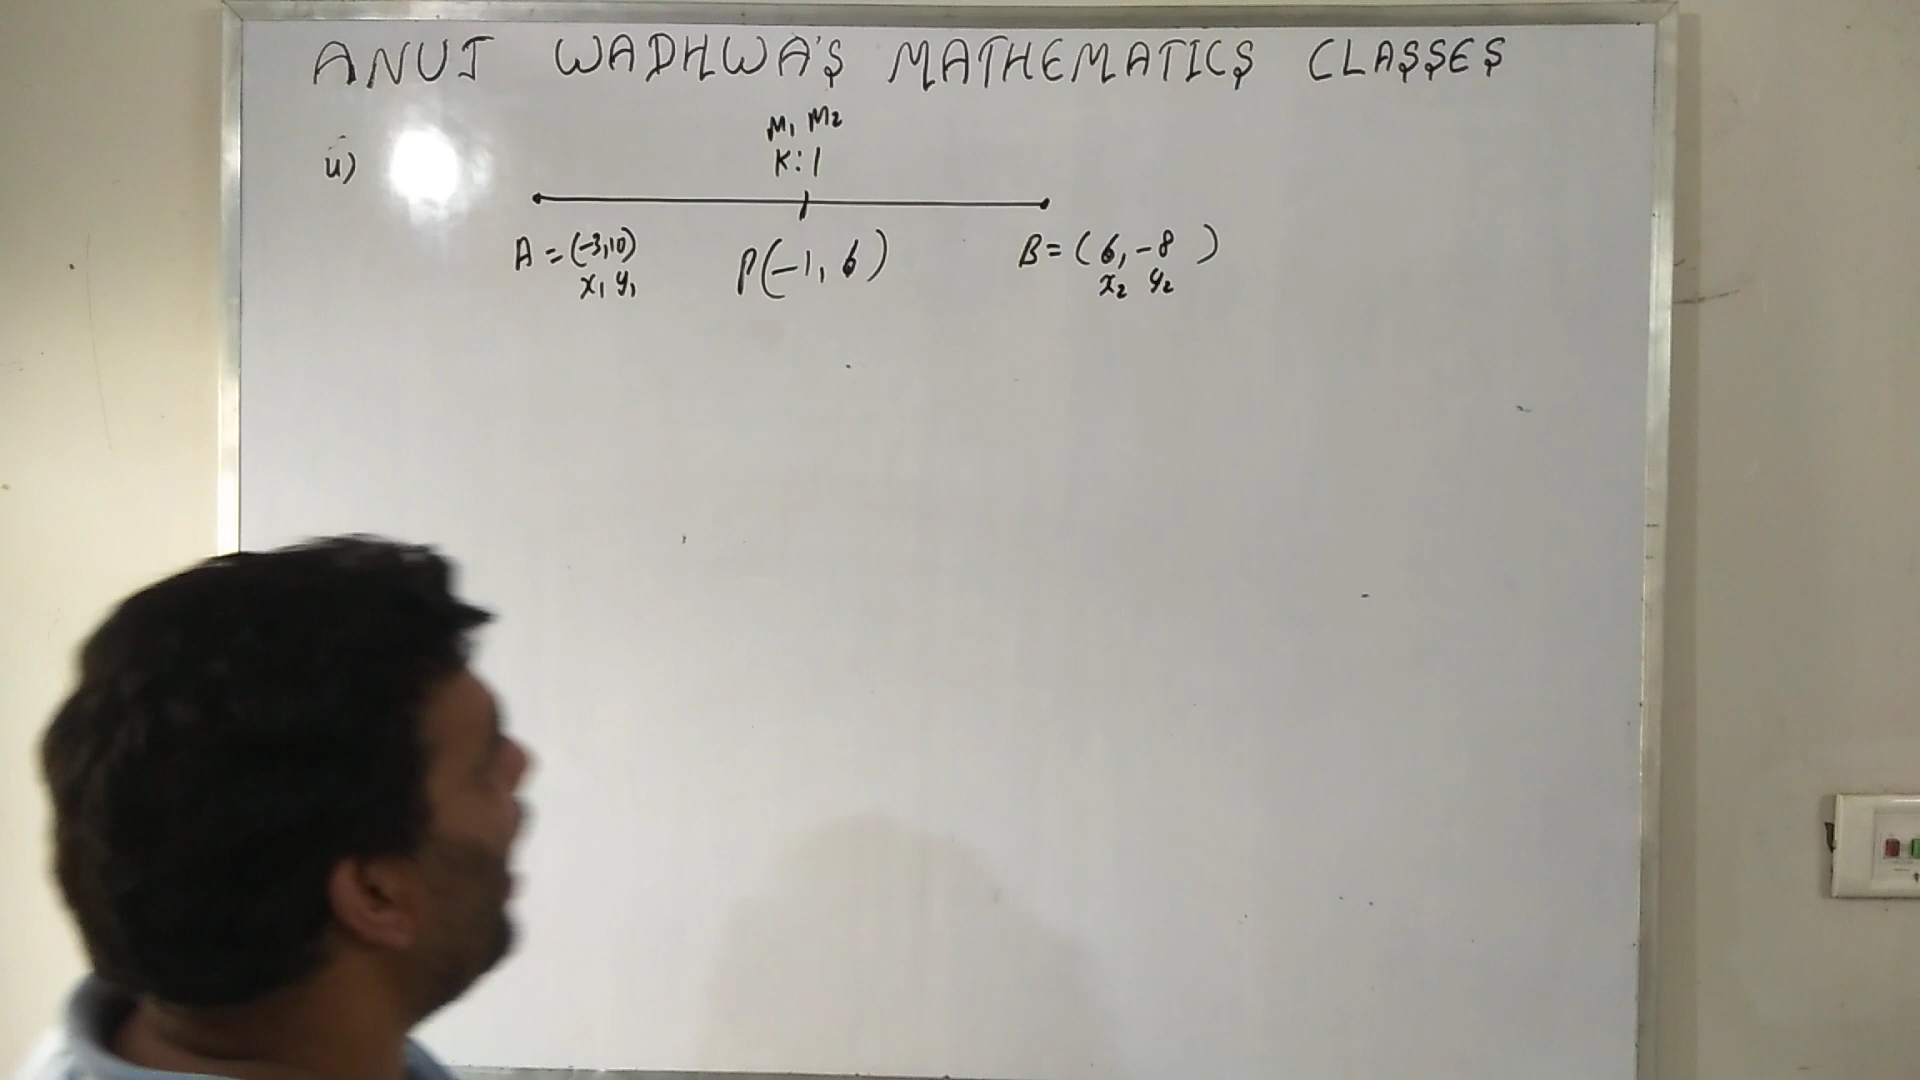 ANUJ WADHWA'S MATHEMATICS CLASSES
M₁ M₂
ii)
K:1
A = (-3,10)
P(-1, 6)
B = (6, -8 )
x₁ y₁
x₂ y₂